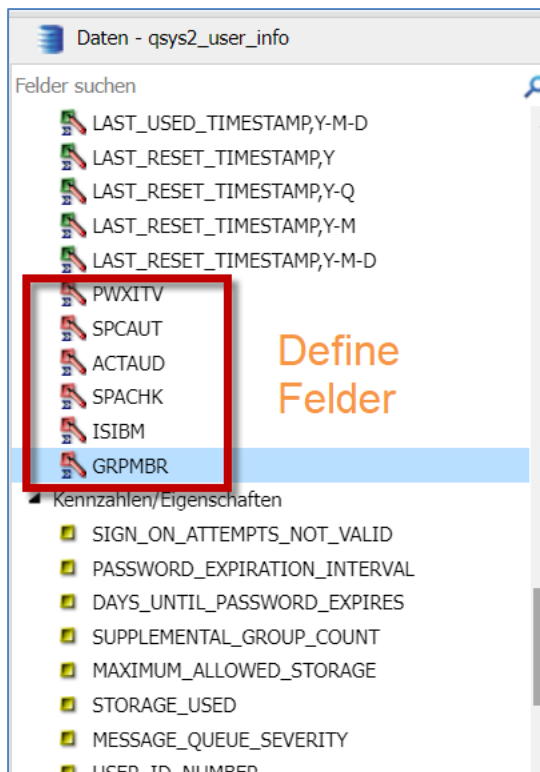 Daten - qsys2_user_info
Felder suchen
LAST_USED_TIMESTAMP,Y-M-D
LAST_RESET_TIMESTAMP,Y
LAST_RESET_TIMESTAMP,Y-Q
LAST_RESET_TIMESTAMP,Y-M
LAST_RESET_TIMESTAMP,Y-M-D
PWXITV
SPCAUT
ACTAUD
SPACHK
ISIBM
GRPMBR
Define
Felder
Kennzahlen/Eigenschaften
SIGN_ON_ATTEMPTS_NOT_VALID
PASSWORD_EXPIRATION_INTERVAL
DAYS_UNTIL_PASSWORD_EXPIRES
SUPPLEMENTAL_GROUP_COUNT
MAXIMUM_ALLOWED_STORAGE
STORAGE_USED
MESSAGE_QUEUE_SEVERITY
USER_ID_NUMBER